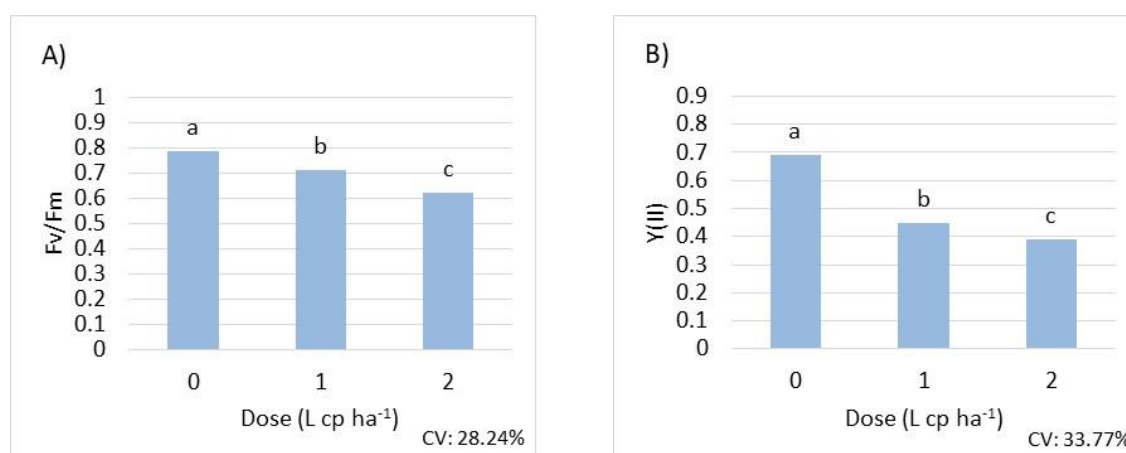 A)
1
0.9
0.8
0.7
0.6
0.5
0.4
0.3
0.2
0.1
0
Fv/Fm
a
b
c
0 1 2
Dose (L cp ha⁻¹)
CV: 28.24%
B)
0.9
0.8
0.7
0.6
0.5
0.4
0.3
0.2
0.1
0
Y(II)
a
b
c
0 1 2
Dose (L cp ha⁻¹)
CV: 33.77%